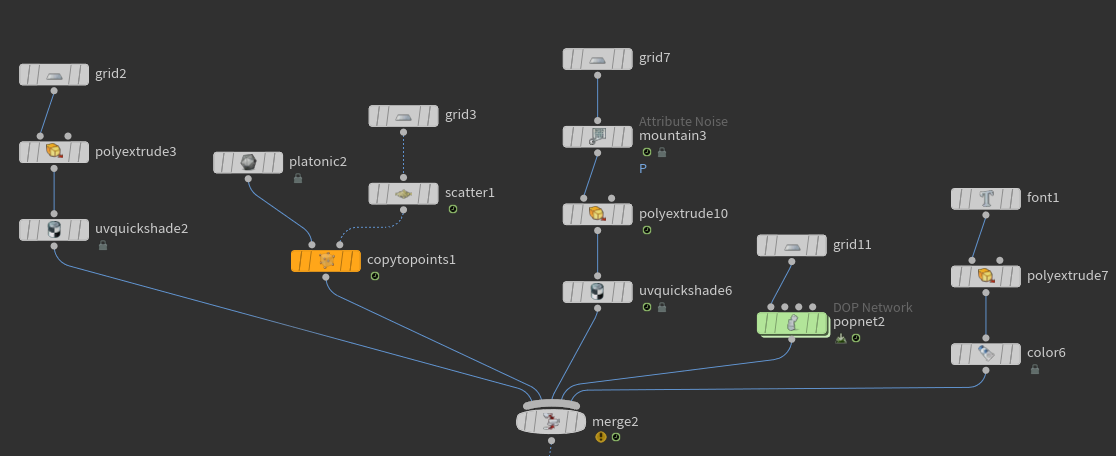 grid2
polyextrude3
uvquickshade2
platonic2
grid3
scatter1
copytopoints1
grid7
Attribute Noise
mountain3
P
polyextrude10
uvquickshade6
grid11
DOP Network
popnet2
font1
polyextrude7
color6
merge2